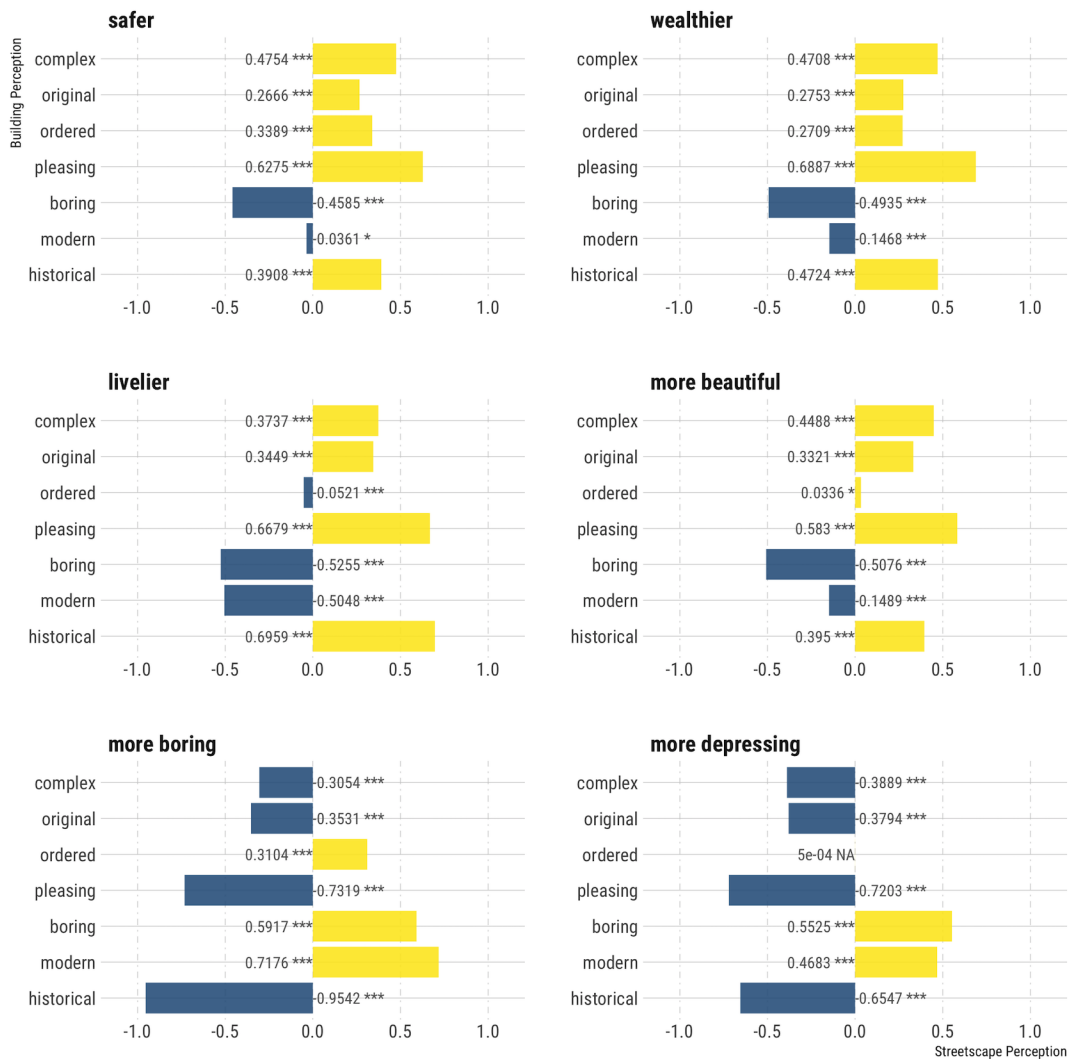 safer
Building Perception
complex 0.4754 ***
original 0.2666 ***
ordered 0.3389 ***
pleasing 0.6275 ***
boring -0.4585 ***
modern -0.0361 *
historical 0.3908 ***
-1.0 -0.5 0.0 0.5 1.0
wealthier
complex 0.4708 ***
original 0.2753 ***
ordered 0.2709 ***
pleasing 0.6887 ***
boring -0.4935 ***
modern -0.1468 ***
historical 0.4724 ***
-1.0 -0.5 0.0 0.5 1.0
livelier
complex 0.3737 ***
original 0.3449 ***
ordered -0.0521 ***
pleasing 0.6679 ***
boring -0.5255 ***
modern -0.5048 ***
historical 0.6959 ***
-1.0 -0.5 0.0 0.5 1.0
more beautiful
complex 0.4488 ***
original 0.3321 ***
ordered 0.0336 *
pleasing 0.583 ***
boring -0.5076 ***
modern -0.1489 ***
historical 0.395 ***
-1.0 -0.5 0.0 0.5 1.0
more boring
complex -0.3054 ***
original -0.3531 ***
ordered 0.3104 ***
pleasing -0.7319 ***
boring 0.5917 ***
modern 0.7176 ***
historical -0.9542 ***
-1.0 -0.5 0.0 0.5 1.0
more depressing
complex -0.3889 ***
original -0.3794 ***
ordered 5e-04 NA
pleasing -0.7203 ***
boring 0.5525 ***
modern 0.4683 ***
historical -0.6547 ***
-1.0 -0.5 0.0 0.5 1.0
Streetscape Perception